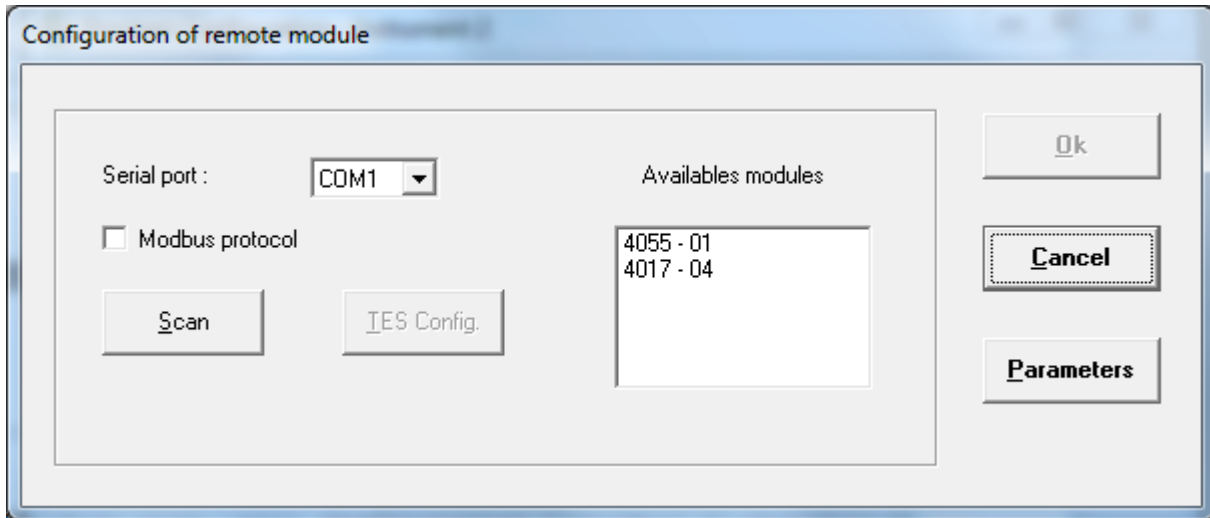 Configuration of remote module
Serial port :
COM1
Availables modules
Ok
Modbus protocol
4055 - 01
4017 - 04
Cancel
Scan
TES Config.
Parameters